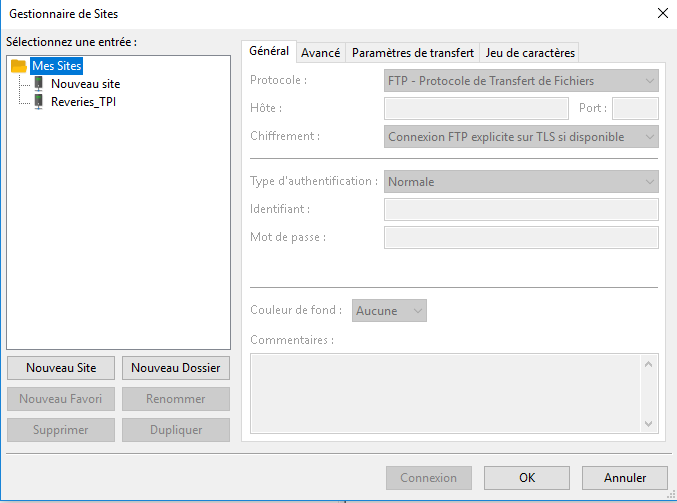 Gestionnaire de Sites
Sélectionnez une entrée :
Mes Sites
Nouveau site
Reveries_TPI
Nouveau Site
Nouveau Dossier
Nouveau Favori
Renommer
Supprimer
Dupliquer
Général
Avancé
Paramètres de transfert
Jeu de caractères
Protocole :
FTP - Protocole de Transfert de Fichiers
Hôte :
Port :
Chiffrement :
Connexion FTP explicite sur TLS si disponible
Type d'authentification :
Normale
Identifiant :
Mot de passe :
Couleur de fond :
Aucune
Commentaires :
Connexion
OK
Annuler